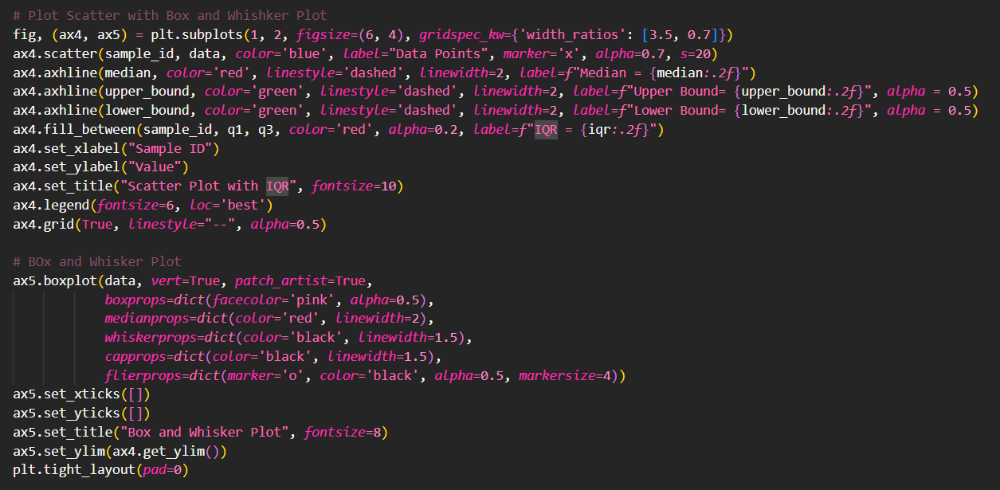 # Plot Scatter with Box and Whishker Plot
fig, (ax4, ax5) = plt.subplots(1, 2, figsize=(6, 4), gridspec_kw={'width_ratios': [3.5, 0.7]})
ax4.scatter(sample_id, data, color='blue', label="Data Points", marker='x', alpha=0.7, s=20)
ax4.axhline(median, color='red', linestyle='dashed', linewidth=2, label=f"Median = {median:.2f}")
ax4.axhline(upper_bound, color='green', linestyle='dashed', linewidth=2, label=f"Upper Bound= {upper_bound:.2f}", alpha = 0.5)
ax4.axhline(lower_bound, color='green', linestyle='dashed', linewidth=2, label=f"Lower Bound= {lower_bound:.2f}", alpha = 0.5)
ax4.fill_between(sample_id, q1, q3, color='red', alpha=0.2, label=f"IQR = {iqr:.2f}")
ax4.set_xlabel("Sample ID")
ax4.set_ylabel("Value")
ax4.set_title("Scatter Plot with IQR", fontsize=10)
ax4.legend(fontsize=6, loc='best')
ax4.grid(True, linestyle="--", alpha=0.5)

# BOx and Whisker Plot
ax5.boxplot(data, vert=True, patch_artist=True,
            boxprops=dict(facecolor='pink', alpha=0.5),
            medianprops=dict(color='red', linewidth=2),
            whiskerprops=dict(color='black', linewidth=1.5),
            capprops=dict(color='black', linewidth=1.5),
            flierprops=dict(marker='o', color='black', alpha=0.5, markersize=4))
ax5.set_xticks([])
ax5.set_yticks([])
ax5.set_title("Box and Whisker Plot", fontsize=8)
ax5.set_ylim(ax4.get_ylim())
plt.tight_layout(pad=0)